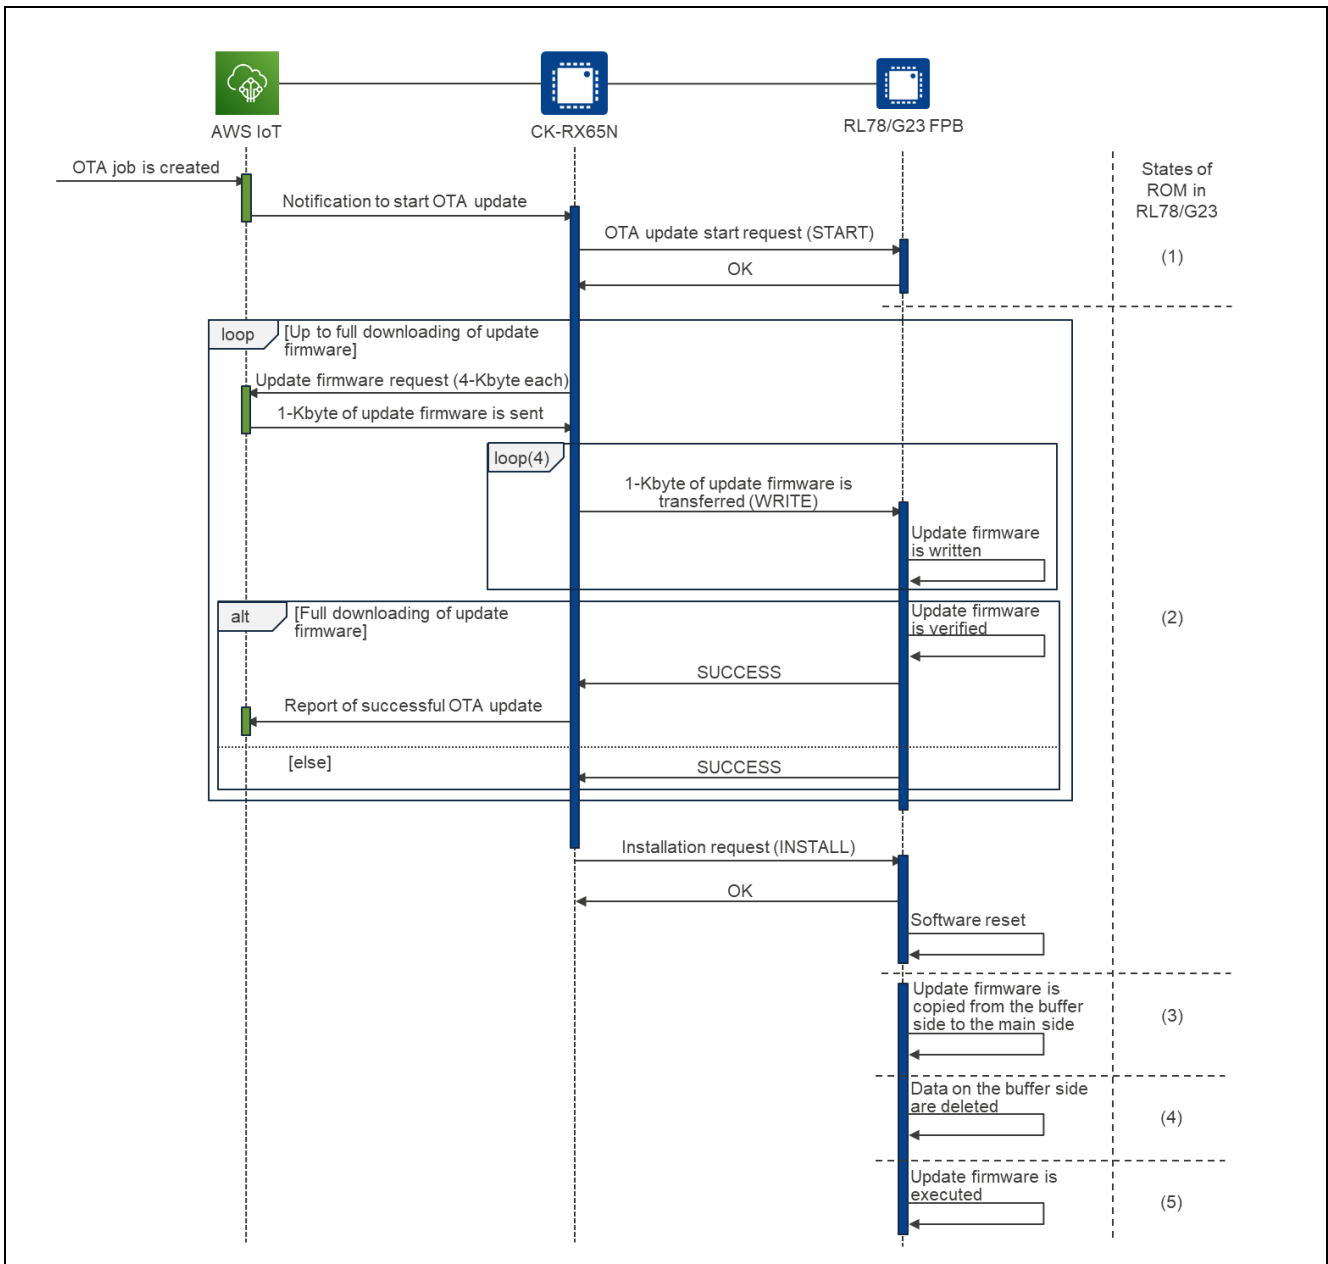 AWS IoT
CK-RX65N
RL78/G23 FPB
OTA job is created
States of
ROM in
RL78/G23
Notification to start OTA update
OTA update start request (START)
(1)
OK
loop
[Up to full downloading of update
firmware]
Update firmware request (4-Kbyte each)
1-Kbyte of update firmware is sent
loop(4)
1-Kbyte of update firmware is
transferred (WRITE)
Update firmware
is written
alt
[Full downloading of update
firmware]
Update firmware
is verified
(2)
SUCCESS
Report of successful OTA update
[else]
SUCCESS
Installation request (INSTALL)
OK
Software reset
Update firmware is
copied from the buffer
side to the main side
(3)
Data on the buffer side
are deleted
(4)
Update firmware is
executed
(5)